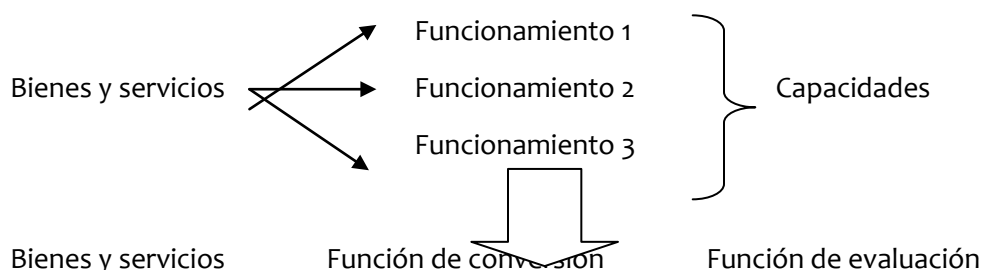 Funcionamiento 1
Bienes y servicios Funcionamiento 2 Capacidades
Funcionamiento 3
Bienes y servicios Función de conversión Función de evaluación